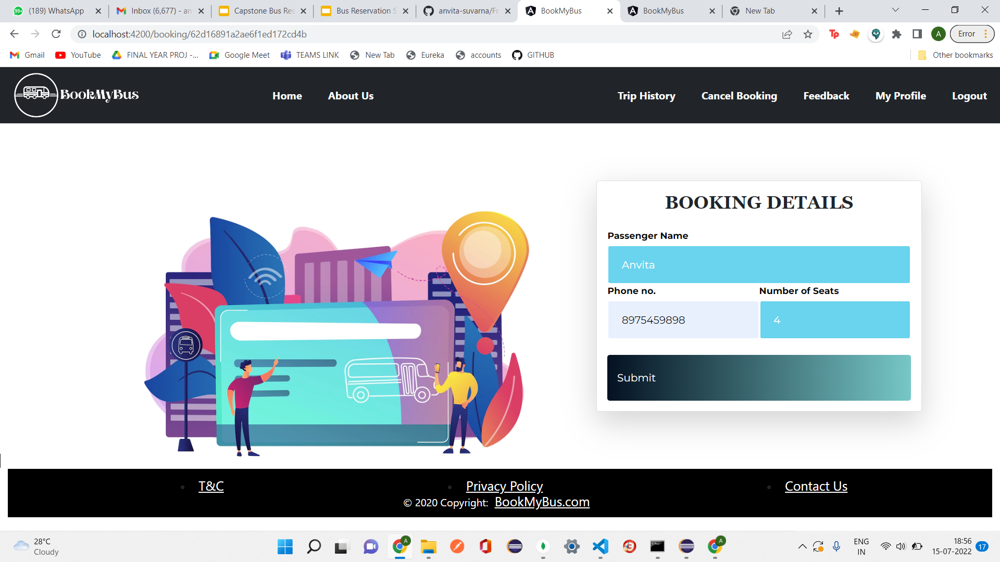 99+ (189) WhatsApp
Inbox (6,677) - an
Capstone Bus Res
Bus Reservation S
anvita-suvarna/Fr
BookMyBus
BookMyBus
New Tab
localhost:4200/booking/62d16891a2ae6f1ed172cd4b
Tp
A
Error
Gmail
YouTube
FINAL YEAR PROJ -...
Google Meet
TEAMS LINK
New Tab
Eureka
accounts
GITHUB
Other bookmarks
BookMyBus
Home
About Us
Trip History
Cancel Booking
Feedback
My Profile
Logout
BOOKING DETAILS
Passenger Name
Anvita
Phone no.
Number of Seats
8975459898
4
Submit
T&C
Privacy Policy
Contact Us
© 2020 Copyright: BookMyBus.com
28°C
Cloudy
A
A
ENG
IN
18:56
15-07-2022
17